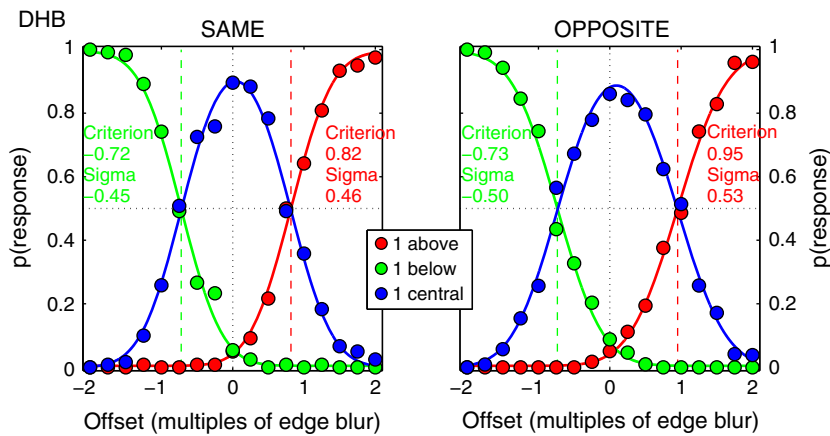 DHB
SAME
OPPOSITE
p(response)
1
0.8
0.6
0.4
0.2
0
Criterion
−0.72
Sigma
−0.45
Criterion
0.82
Sigma
0.46
−2
−1
0
1
2
Offset (multiples of edge blur)
1 above
1 below
1 central
Criterion
−0.73
Sigma
−0.50
Criterion
0.95
Sigma
0.53
1
0.8
0.6
0.4
0.2
0
p(response)
−2
−1
0
1
2
Offset (multiples of edge blur)